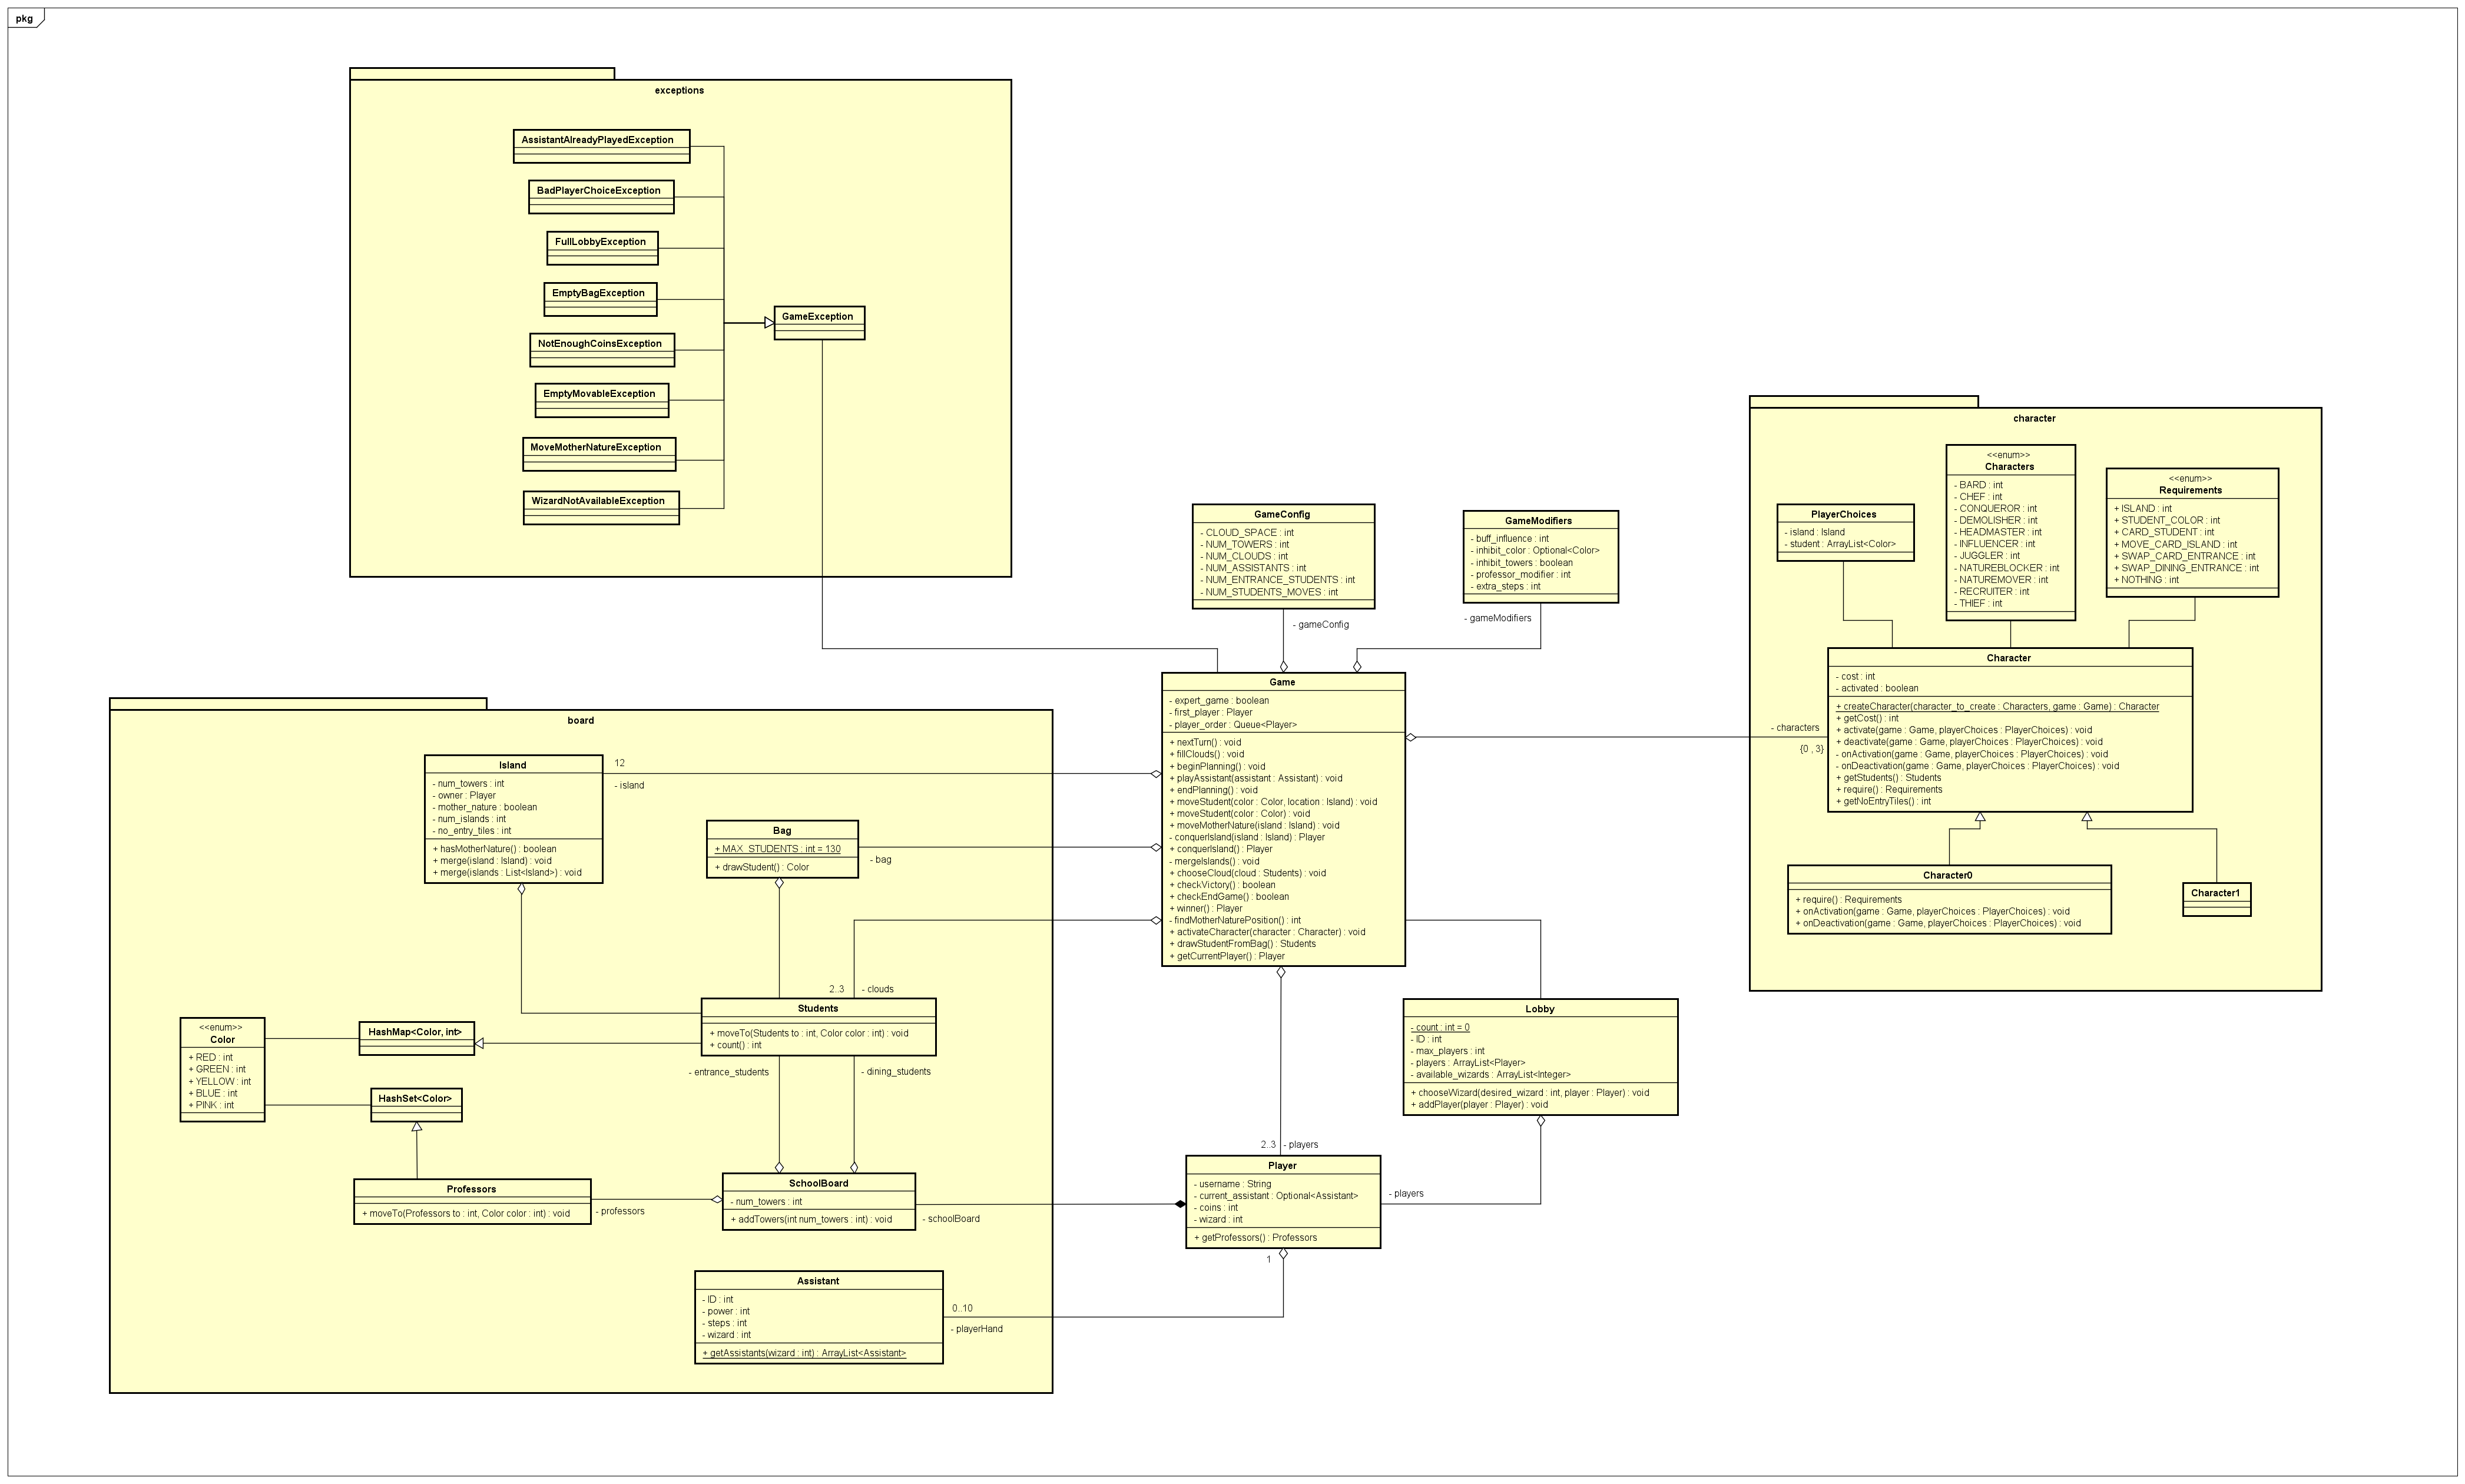 pkg
exceptions
AssistantAlreadyPlayedException
BadPlayerChoiceException
FullLobbyException
EmptyBagException
GameException
NotEnoughCoinsException
EmptyMovableException
MoveMotherNatureException
WizardNotAvailableException
GameConfig
- CLOUD_SPACE : int
- NUM_TOWERS : int
- NUM_CLOUDS : int
- NUM_ASSISTANTS : int
- NUM_ENTRANCE_STUDENTS : int
- NUM_STUDENTS_MOVES : int
- gameConfig
GameModifiers
- buff_influence : int
- inhibit_color : Optional<Color>
- inhibit_towers : boolean
- professor_modifier : int
- extra_steps : int
- gameModifiers
character
PlayerChoices
- island : Island
- student : ArrayList<Color>
<<enum>>
Characters
- BARD : int
- CHEF : int
- CONQUEROR : int
- DEMOLISHER : int
- HEADMASTER : int
- INFLUENCER : int
- JUGGLER : int
- NATUREBLOCKER : int
- NATUREMOVER : int
- RECRUITER : int
- THIEF : int
<<enum>>
Requirements
+ ISLAND : int
+ STUDENT_COLOR : int
+ CARD_STUDENT : int
+ MOVE_CARD_ISLAND : int
+ SWAP_CARD_ENTRANCE : int
+ SWAP_DINING_ENTRANCE : int
+ NOTHING : int
Character
- cost : int
- activated : boolean
+ createCharacter(character_to_create : Characters, game : Game) : Character
+ getCost() : int
+ activate(game : Game, playerChoices : PlayerChoices) : void
+ deactivate(game : Game, playerChoices : PlayerChoices) : void
- onActivation(game : Game, playerChoices : PlayerChoices) : void
- onDeactivation(game : Game, playerChoices : PlayerChoices) : void
+ getStudents() : Students
+ require() : Requirements
+ getNoEntryTiles() : int
- characters
{0 , 3}
Character0
+ require() : Requirements
+ onActivation(game : Game, playerChoices : PlayerChoices) : void
+ onDeactivation(game : Game, playerChoices : PlayerChoices) : void
Character1
Game
- expert_game : boolean
- first_player : Player
- player_order : Queue<Player>
+ nextTurn() : void
+ fillClouds() : void
+ beginPlanning() : void
+ playAssistant(assistant : Assistant) : void
+ endPlanning() : void
+ moveStudent(color : Color, location : Island) : void
+ moveStudent(color : Color) : void
+ moveMotherNature(island : Island) : void
- conquerIsland(island : Island) : Player
+ conquerIsland() : Player
- mergeIslands() : void
+ chooseCloud(cloud : Students) : void
+ checkVictory() : boolean
+ checkEndGame() : boolean
+ winner() : Player
- findMotherNaturePosition() : int
+ activateCharacter(character : Character) : void
+ drawStudentFromBag() : Students
+ getCurrentPlayer() : Player
board
Island
- num_towers : int
- owner : Player
- mother_nature : boolean
- num_islands : int
- no_entry_tiles : int
+ hasMotherNature() : boolean
+ merge(island : Island) : void
+ merge(islands : List<Island>) : void
12
- island
Bag
+ MAX_STUDENTS : int = 130
+ drawStudent() : Color
- bag
2..3
- clouds
Students
+ moveTo(Students to : int, Color color : int) : void
+ count() : int
<<enum>>
Color
+ RED : int
+ GREEN : int
+ YELLOW : int
+ BLUE : int
+ PINK : int
HashMap<Color, int>
HashSet<Color>
- entrance_students
- dining_students
Professors
+ moveTo(Professors to : int, Color color : int) : void
- professors
SchoolBoard
- num_towers : int
+ addTowers(int num_towers : int) : void
- schoolBoard
Assistant
- ID : int
- power : int
- steps : int
- wizard : int
+ getAssistants(wizard : int) : ArrayList<Assistant>
0..10
- playerHand
Lobby
- count : int = 0
- ID : int
- max_players : int
- players : ArrayList<Player>
- available_wizards : ArrayList<Integer>
+ chooseWizard(desired_wizard : int, player : Player) : void
+ addPlayer(player : Player) : void
2..3
- players
Player
- username : String
- current_assistant : Optional<Assistant>
- coins : int
- wizard : int
+ getProfessors() : Professors
- players
1